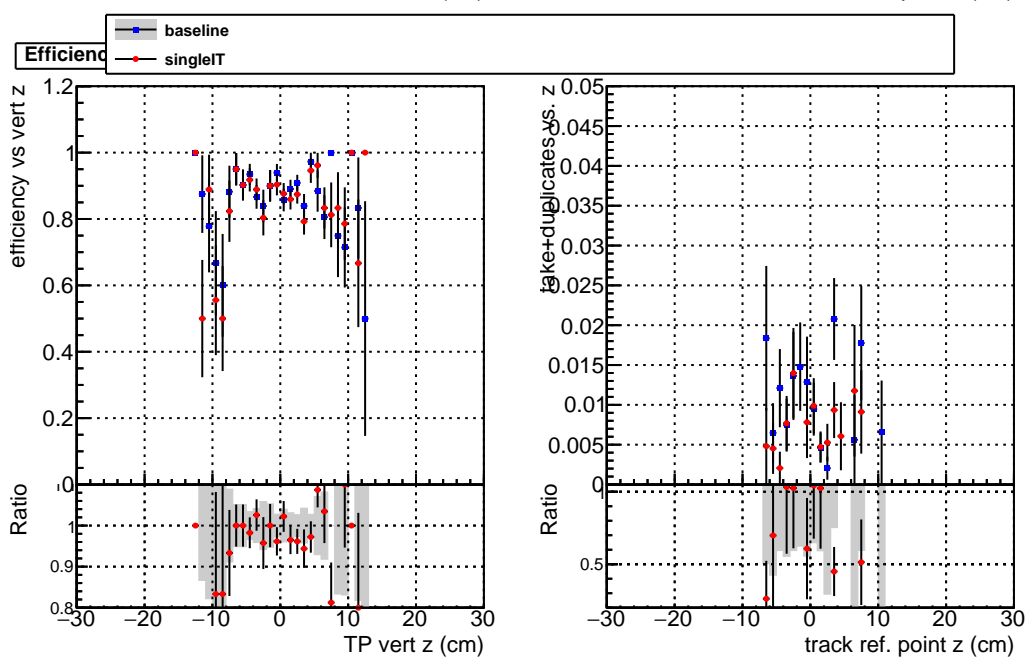 baseline
singleIT
Efficienc
efficiency vs vert z
1.2
1
0.8
0.6
0.4
0.2
0
Ratio
1
0.9
0.8
−30 −20 −10 0 10 20 30
TP vert z (cm)
fake+duplicates vs. z
0.05
0.045
0.04
0.035
0.03
0.025
0.02
0.015
0.01
0.005
0
Ratio
1
0.5
−30 −20 −10 0 10 20 30
track ref. point z (cm)